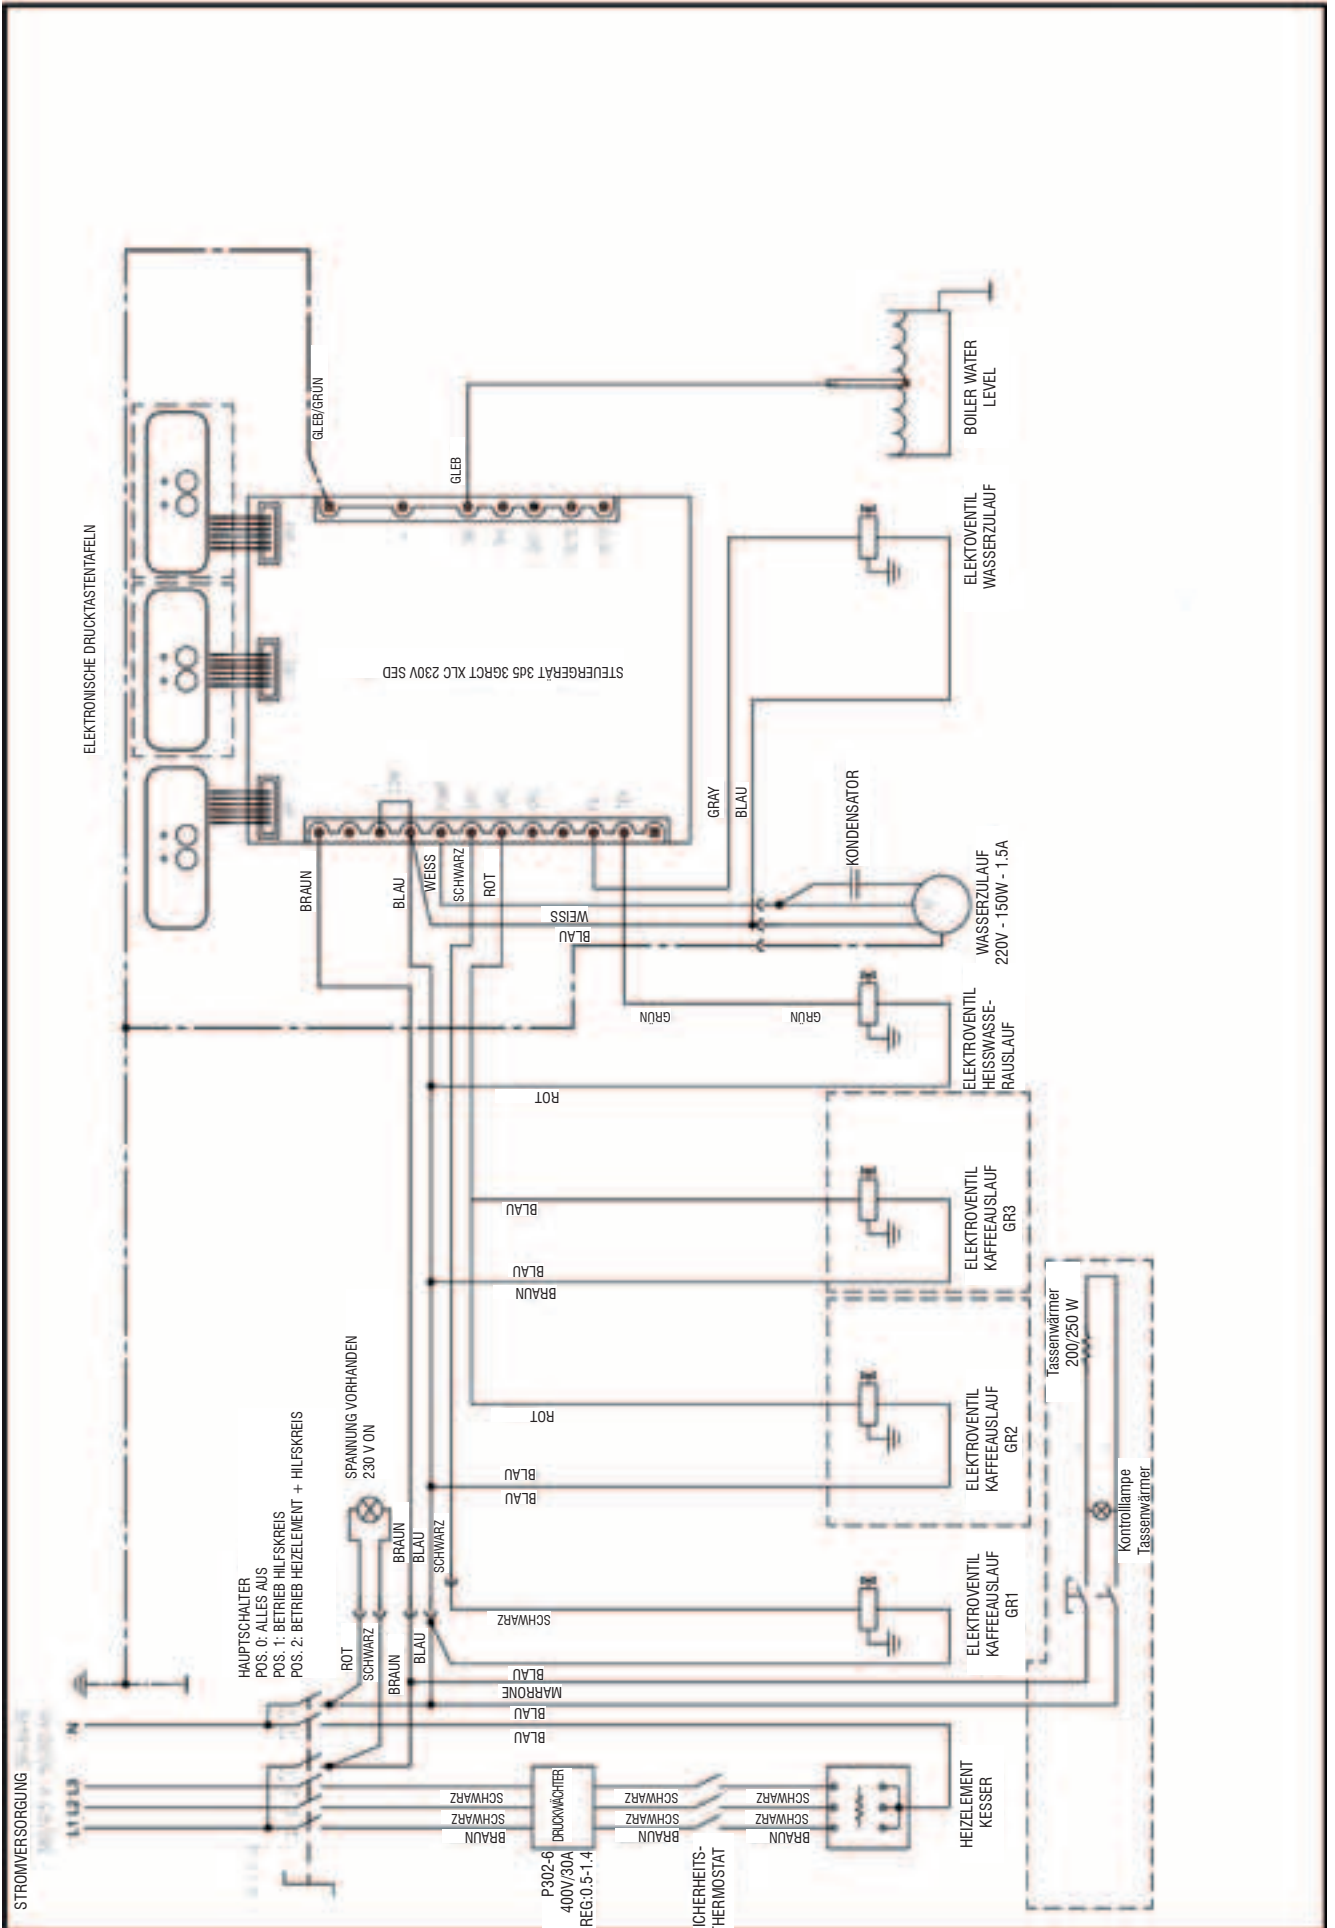 STROMVERSORGUNG
L1 L2 L3
N
HAUPTSCHALTER
POS. 0: ALLES AUS
POS. 1: BETRIEB HILFSKREIS
POS. 2: BETRIEB HEIZELEMENT + HILFSKREIS
SPANNUNG VORHANDEN
230 V ON
ROT
SCHWARZ
BRAUN
BLAU
BRAUN
BLAU
SCHWARZ
ELEKTRONISCHE DRUCKTASTENTAFELN
GLEB/GRÜN
GLEB
STEUERGERÄT 3d5 3GRCT XLC 230V SED
BRAUN
BLAU
WEISS
SCHWARZ
ROT
GRAY
BLAU
WEISS
BLAU
GRÜN
GRÜN
ROT
BLAU
BLAU
BRAUN
ROT
BLAU
BLAU
SCHWARZ
BLAU
MARRONE
BLAU
BLAU
SCHWARZ
SCHWARZ
BRAUN
P302-6
400V/30A
REG:0.5-1.4
DRUCKWÄCHTER
SCHWARZ
SCHWARZ
BRAUN
ICHERHEITS-
HERMOSTAT
SCHWARZ
SCHWARZ
BRAUN
HEIZELEMENT
KESSER
ELEKTROVENTIL
KAFFEEAUSLAUF
GR1
ELEKTROVENTIL
KAFFEEAUSLAUF
GR2
ELEKTROVENTIL
KAFFEEAUSLAUF
GR3
ELEKTROVENTIL
HEISSWASSE-
RAUSLAUF
WASSERZULAUF
220V - 150W - 1.5A
KONDENSATOR
ELEKTOVENTIL
WASSERZULAUF
BOILER WATER
LEVEL
Tassenwärmer
200/250 W
Kontrolllampe
Tassenwärmer